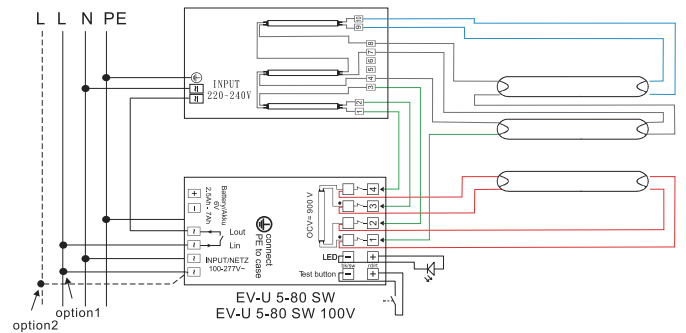 L L N PE
INPUT
220-240V
10
9
8
7
6
5
4
3
2
1
+
-
Battery/Akku
6V
2.5Ah - 7Ah
~ Lout
~ Lin
~ INPUT/NETZ
~ 100-277V~
connect
PE to case
OCV= 900 V
4
3
2
1
LED
- +
Test button
- +
EV-U 5-80 SW
EV-U 5-80 SW 100V
option1
option2